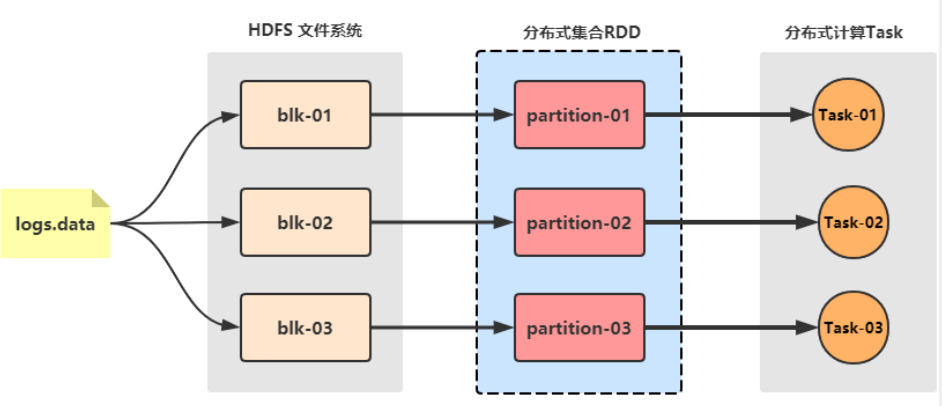 HDFS 文件系统
分布式集合RDD
分布式计算Task
logs.data
blk-01
partition-01
Task-01
blk-02
partition-02
Task-02
blk-03
partition-03
Task-03